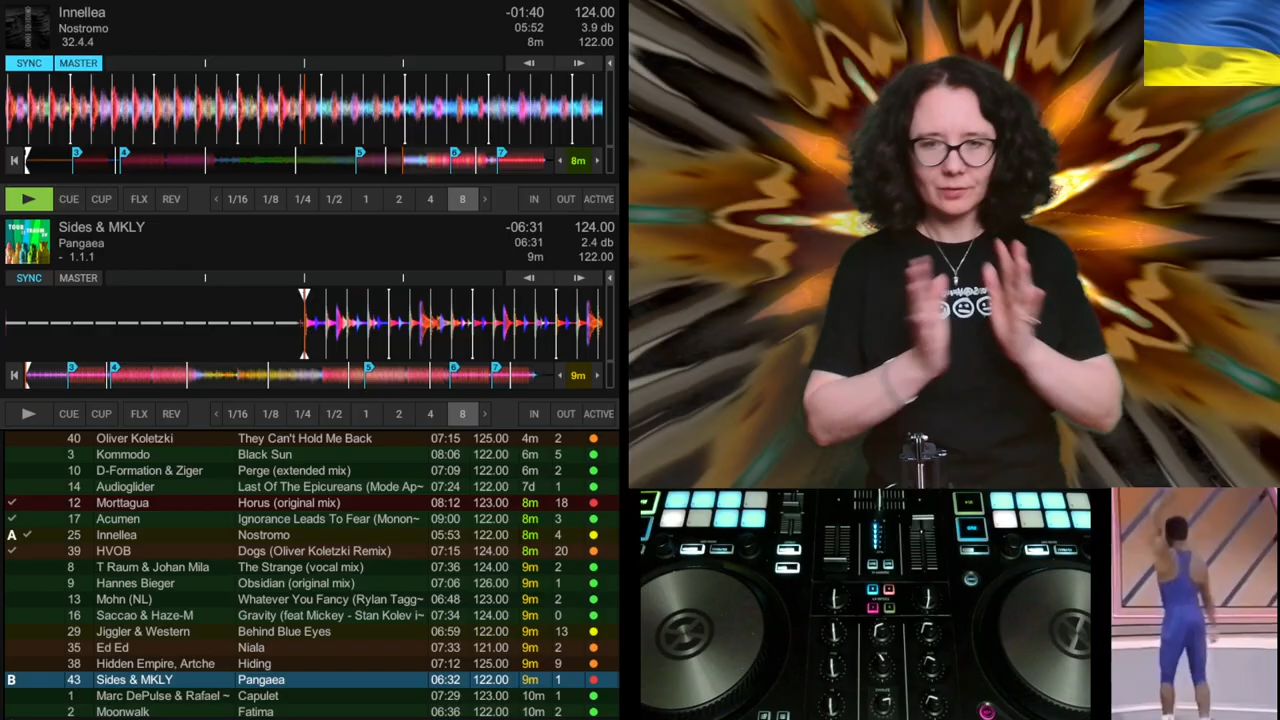 Innellea -01:40 124.00
Nostromo 05:52 3.9 db
32.4.4 8m 122.00
SYNC MASTER
3 4 5 6 7 8m
CUE CUP FLX REV 1/16 1/8 1/4 1/2 1 2 4 8 IN OUT ACTIVE
Sides & MKLY -06:31 124.00
Pangaea 06:31 2.4 db
- 1.1.1 9m 122.00
SYNC MASTER
3 4 5 6 7 9m
CUE CUP FLX REV 1/16 1/8 1/4 1/2 1 2 4 8 IN OUT ACTIVE
40 Oliver Koletzki They Can't Hold Me Back 07:15 125.00 4m 2
3 Kommodo Black Sun 08:06 122.00 6m 5
10 D-Formation & Ziger Perge (extended mix) 07:09 122.00 6m 2
14 Audioglider Last Of The Epicureans (Mode Ap~ 07:24 122.00 7d 1
12 Morttagua Horus (original mix) 08:12 123.00 8m 18
17 Acumen Ignorance Leads To Fear (Monon~ 09:00 122.00 8m 3
A 25 Innellea Nostromo 05:53 122.00 8m 4
39 HVOB Dogs (Oliver Koletzki Remix) 07:15 124.00 8m 20
8 T Raum & Johan Mila The Strange (vocal mix) 07:36 124.00 9m 2
9 Hannes Bieger Obsidian (original mix) 07:06 126.00 9m 1
13 Mohn (NL) Whatever You Fancy (Rylan Tagg~ 06:48 123.00 9m 2
16 Saccao & Haze-M Gravity (feat Mickey - Stan Kolev i~ 07:34 124.00 9m 0
29 Jiggler & Western Behind Blue Eyes 06:59 122.00 9m 13
35 Ed Ed Niala 07:33 121.00 9m 2
38 Hidden Empire, Artche Hiding 07:12 125.00 9m 9
B 43 Sides & MKLY Pangaea 06:32 122.00 9m 1
1 Marc DePulse & Rafael ~ Capulet 07:29 123.00 10m 1
2 Moonwalk Fatima 06:36 122.00 10m 2